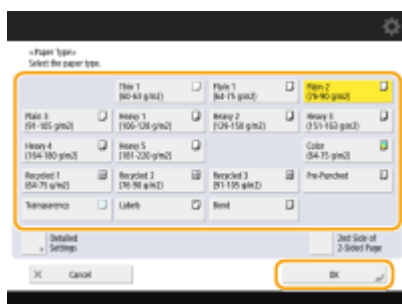 <Paper Type>
Select the paper type.
Thin 1
(60-63 g/m2)
Plain 1
(64-75 g/m2)
Plain 2
(76-90 g/m2)
Plain 3
(91-105 g/m2)
Heavy 1
(106-128 g/m2)
Heavy 2
(129-150 g/m2)
Heavy 3
(151-163 g/m2)
Heavy 4
(164-180 g/m2)
Heavy 5
(181-220 g/m2)
Color
(64-75 g/m2)
Recycled 1
(64-75 g/m2)
Recycled 2
(76-90 g/m2)
Recycled 3
(91-105 g/m2)
Pre-Punched
Transparency
Labels
Bond
Detailed
Settings
2nd Side of
2-Sided Page
Cancel
OK